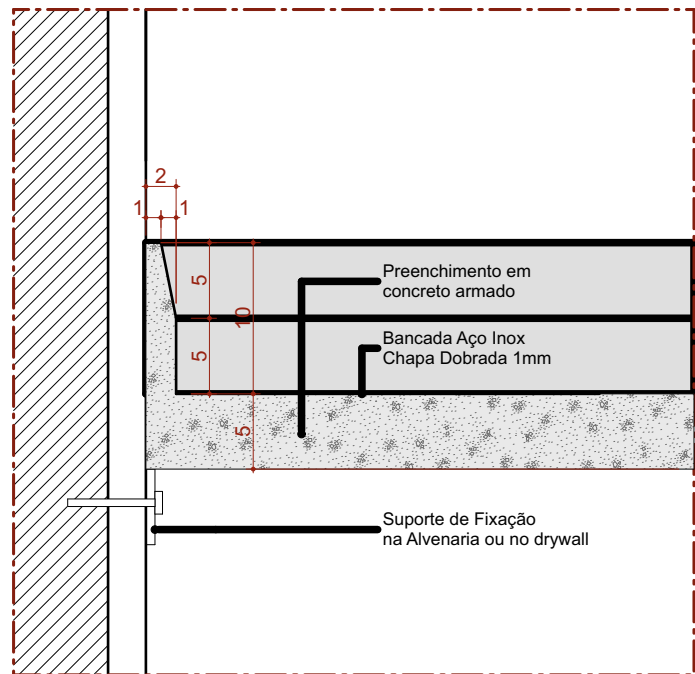 2
1
1
5
10
Preenchimento em
concreto armado
5
Bancada Aço Inox
Chapa Dobrada 1mm
5
Suporte de Fixação
na Alvenaria ou no drywall